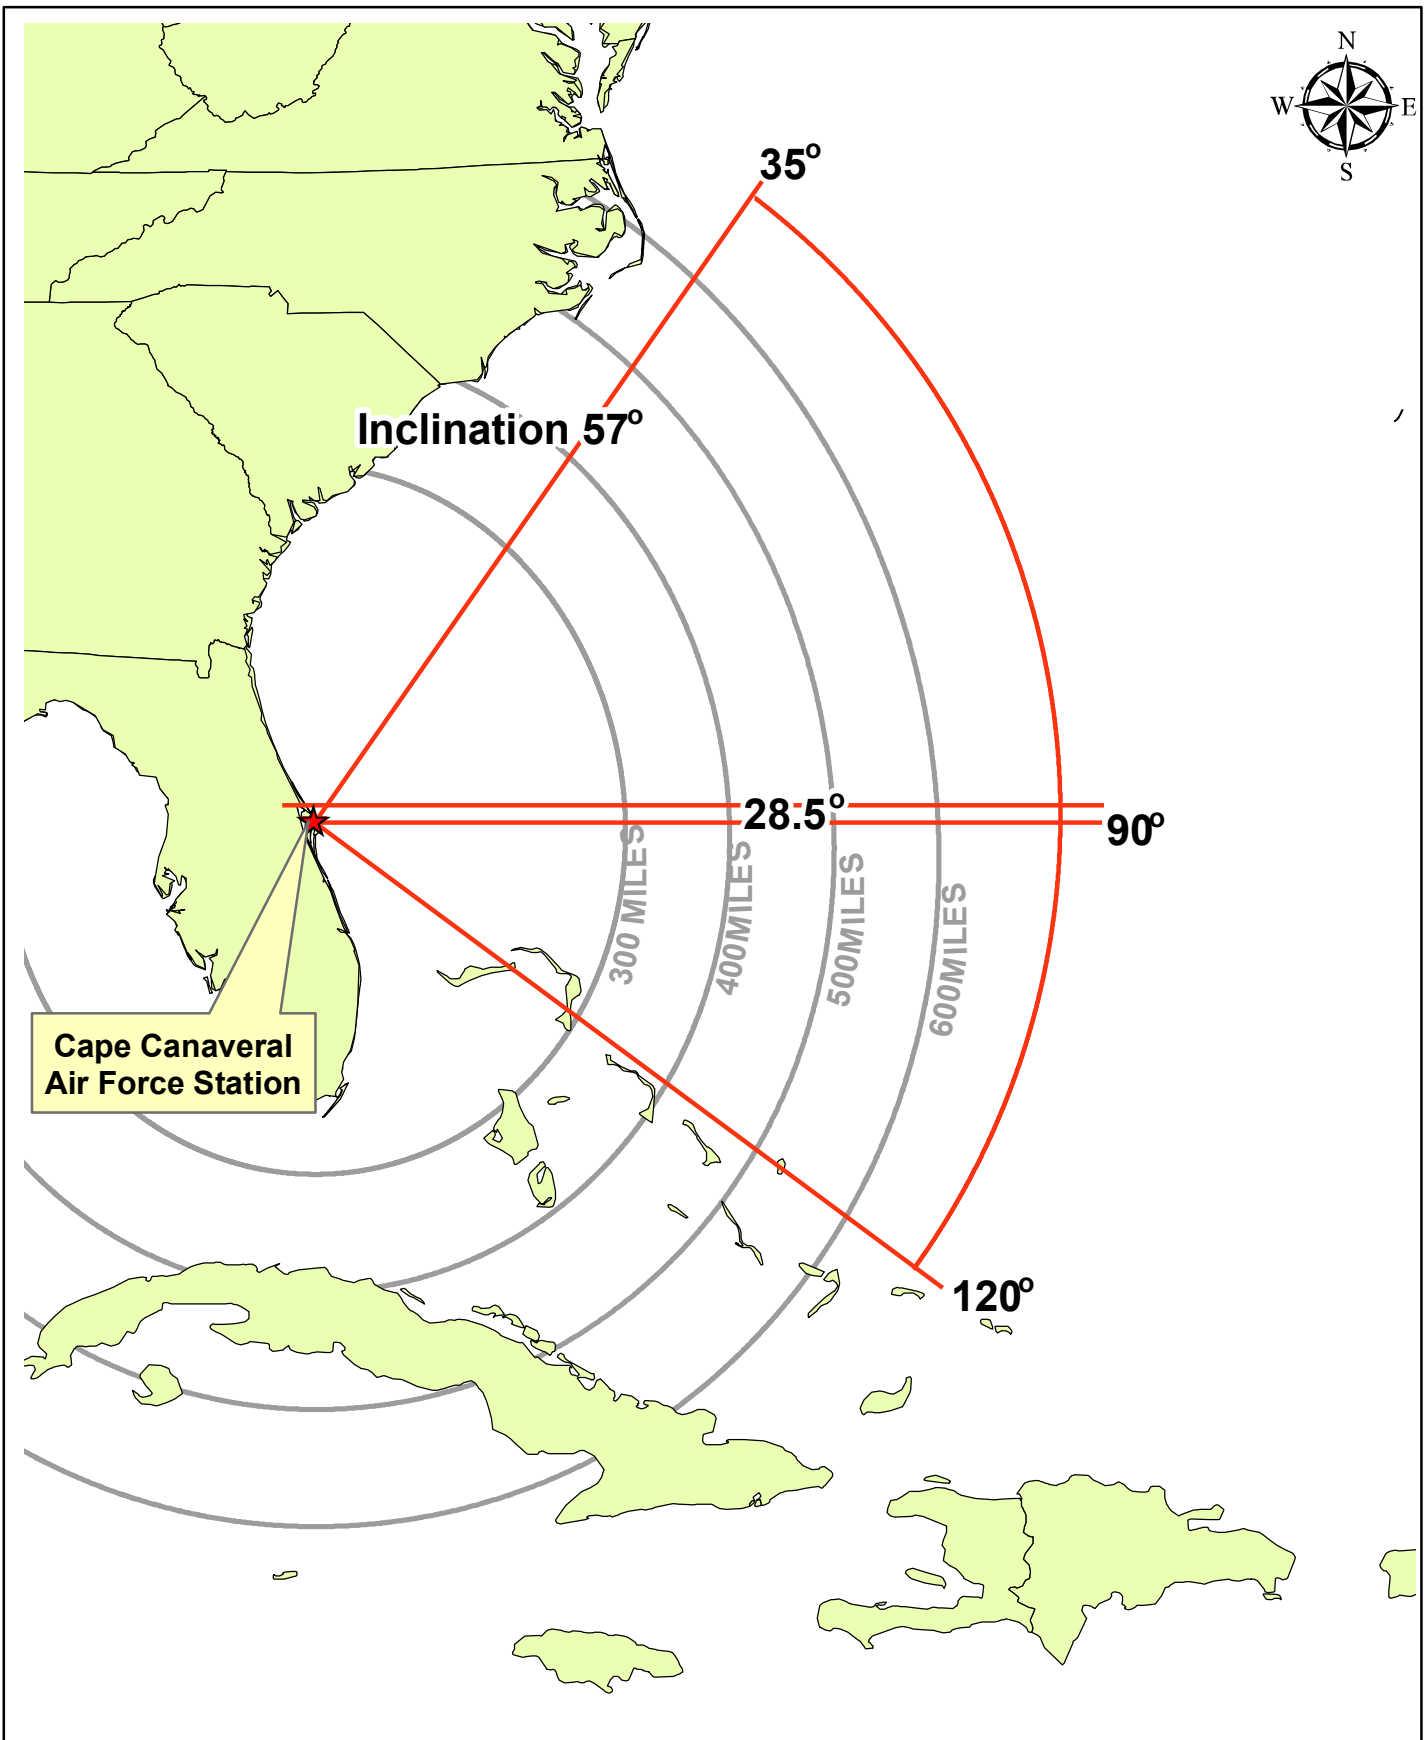 N
W E
S
35°
Inclination 57°
28.5°
90°
300 MILES
400MILES
500MILES
600MILES
Cape Canaveral
Air Force Station
120°